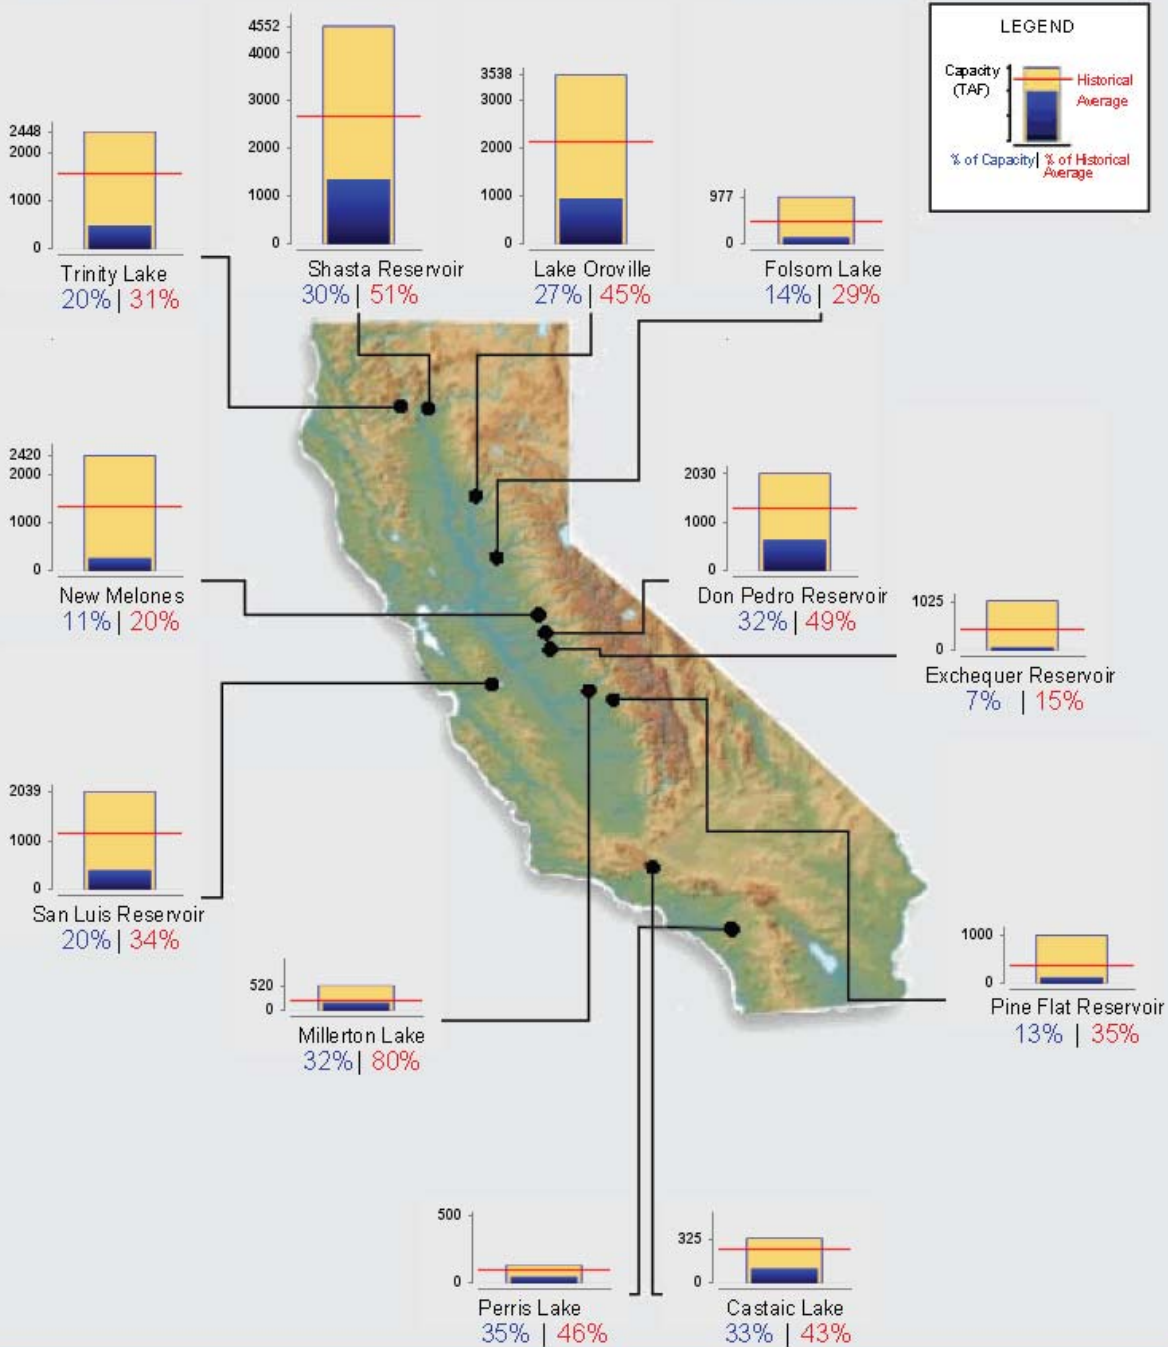 4552
4000
3000
2000
1000
0
Shasta Reservoir
30% | 51%
3538
3000
2000
1000
0
Lake Oroville
27% | 45%
LEGEND
Capacity
(TAF)
Historical
Average
% of Capacity | % of Historical
Average
2448
2000
1000
0
Trinity Lake
20% | 31%
977
0
Folsom Lake
14% | 29%
2420
2000
1000
0
New Melones
11% | 20%
2030
1000
0
Don Pedro Reservoir
32% | 49%
1025
0
Exchequer Reservoir
7% | 15%
2039
1000
0
San Luis Reservoir
20% | 34%
520
0
Millerton Lake
32% | 80%
1000
0
Pine Flat Reservoir
13% | 35%
500
0
Perris Lake
35% | 46%
325
0
Castaic Lake
33% | 43%